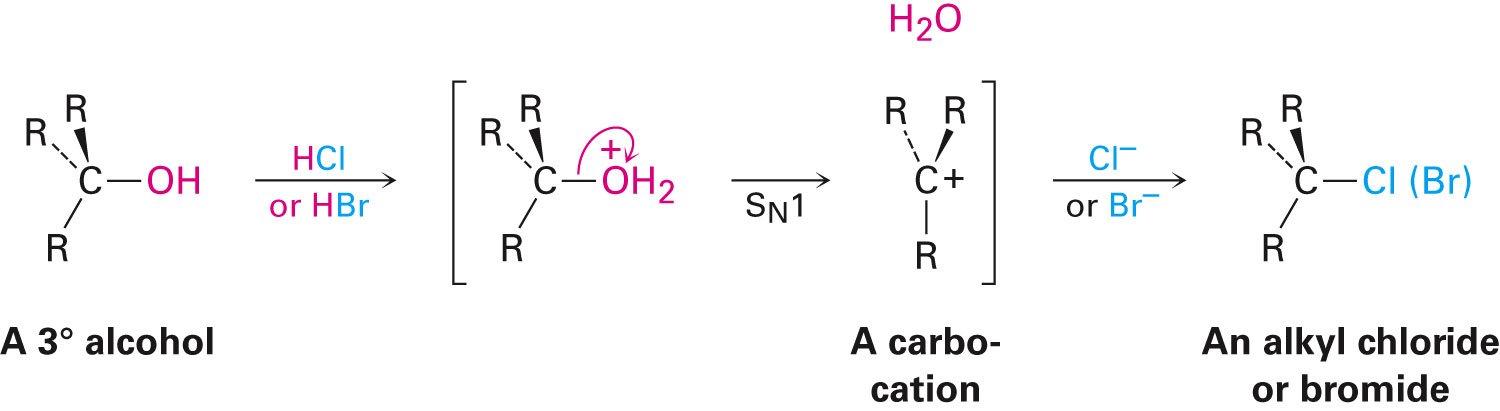 H₂O
R R C—OH R
HCl
or HBr
R R C—OH₂ + R
Sₙ1
R R C+ R
Cl⁻
or Br⁻
R R C—Cl (Br) R
A 3° alcohol
A carbo-
cation
An alkyl chloride
or bromide